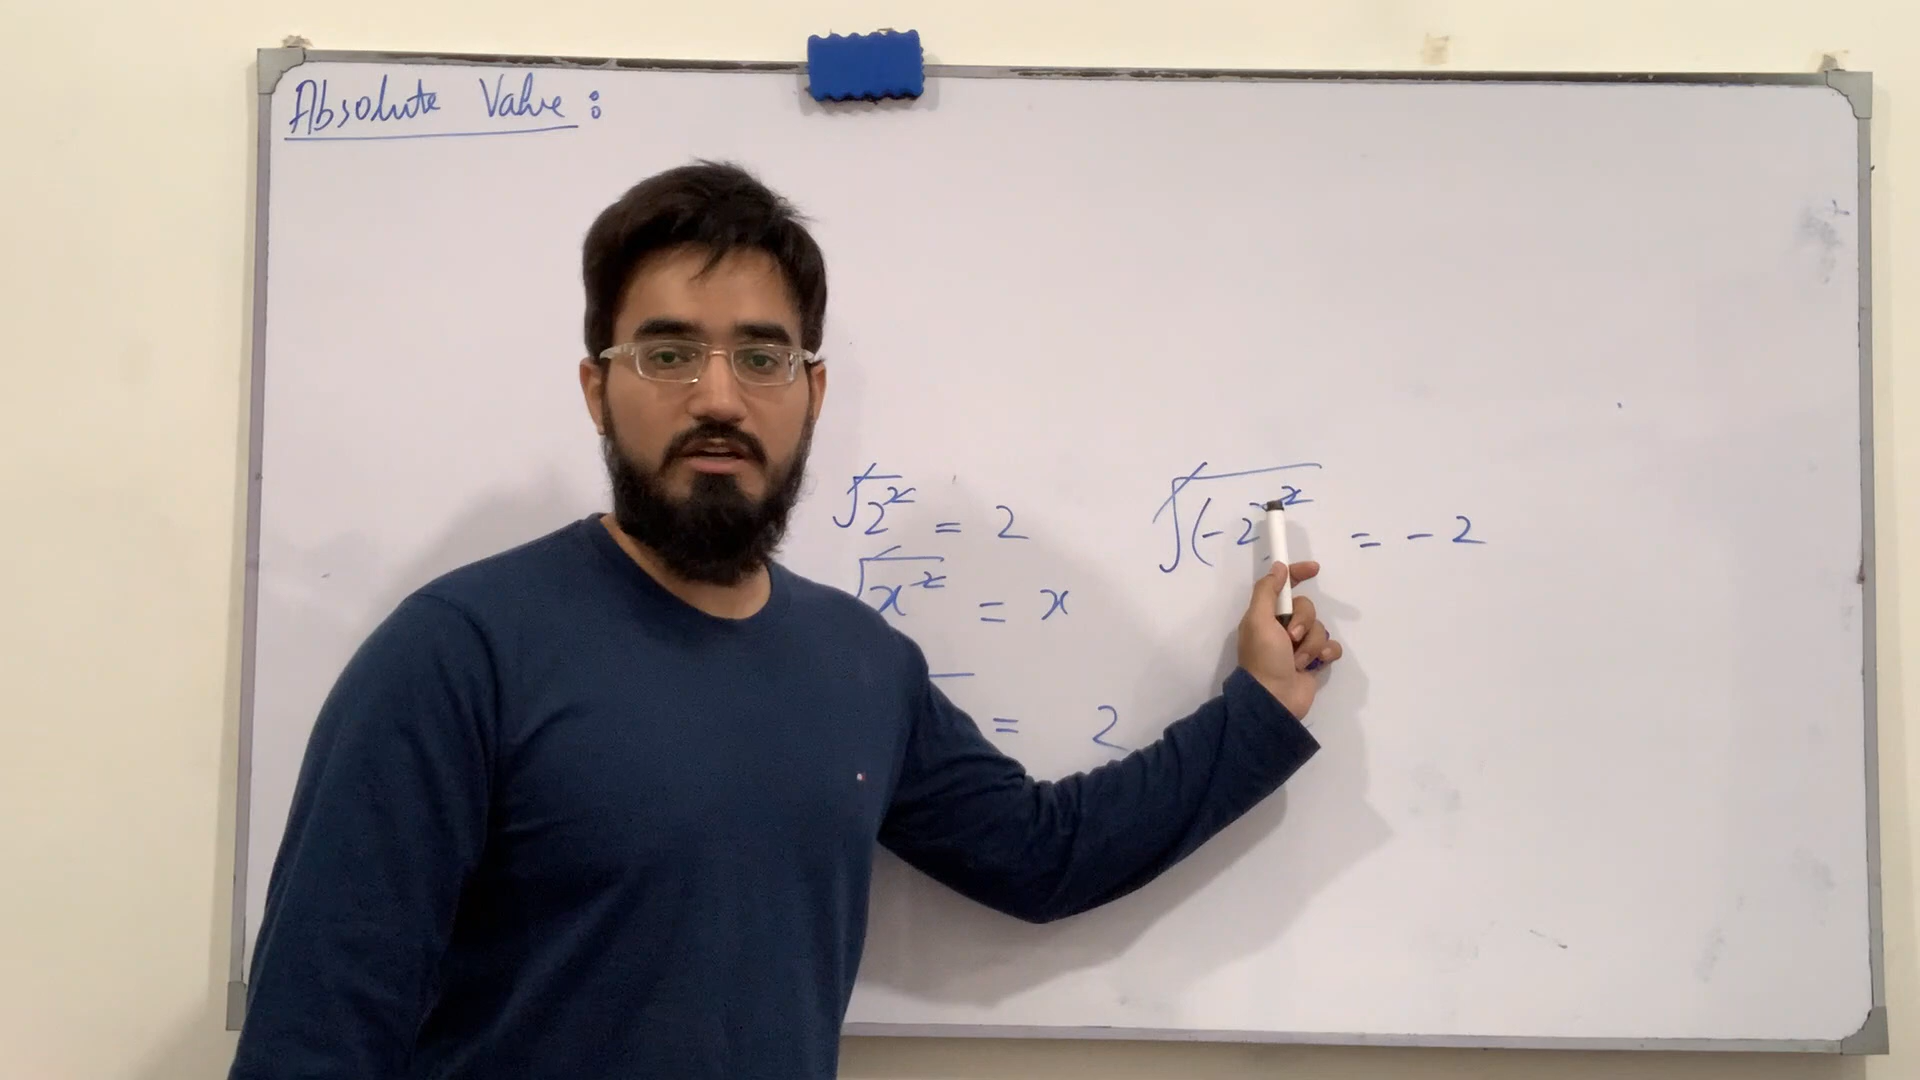 Absolute Value :
√2² = 2
√(-2)² = -2
√x² = x
= 2